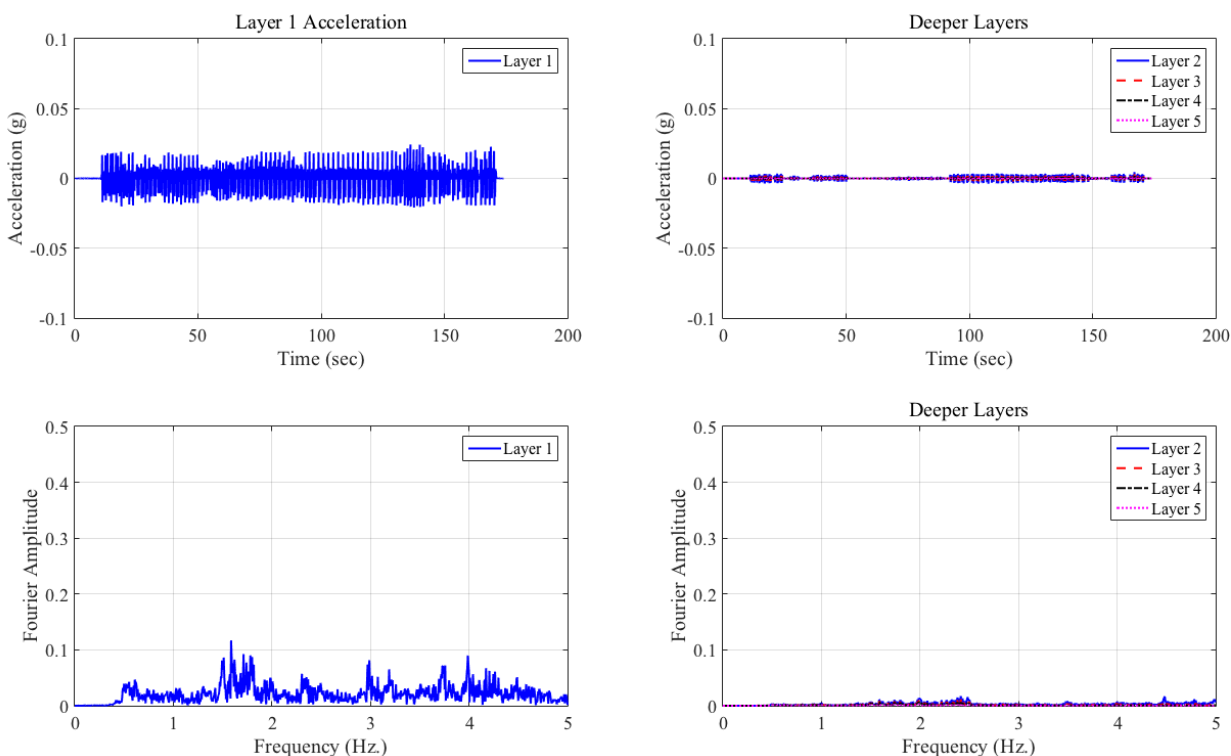 Layer 1 Acceleration
0.1
0.05
0
-0.05
-0.1
Acceleration (g)
Layer 1
0
50
100
150
200
Time (sec)
Deeper Layers
0.1
0.05
0
-0.05
-0.1
Acceleration (g)
Layer 2
Layer 3
Layer 4
Layer 5
0
50
100
150
200
Time (sec)
0.5
0.4
0.3
0.2
0.1
0
Fourier Amplitude
Layer 1
0
1
2
3
4
5
Frequency (Hz.)
Deeper Layers
0.5
0.4
0.3
0.2
0.1
0
Fourier Amplitude
Layer 2
Layer 3
Layer 4
Layer 5
0
1
2
3
4
5
Frequency (Hz.)